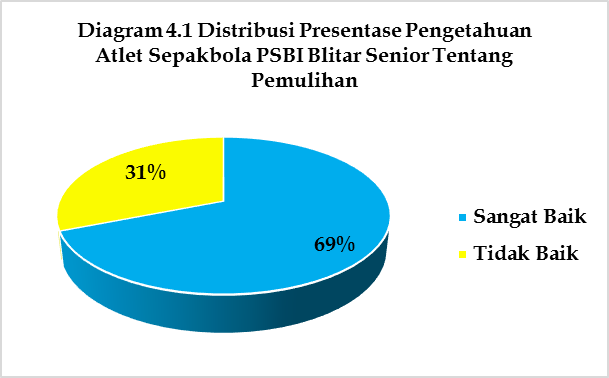 Diagram 4.1 Distribusi Presentase Pengetahuan
Atlet Sepakbola PSBI Blitar Senior Tentang
Pemulihan
31%
69%
Sangat Baik
Tidak Baik